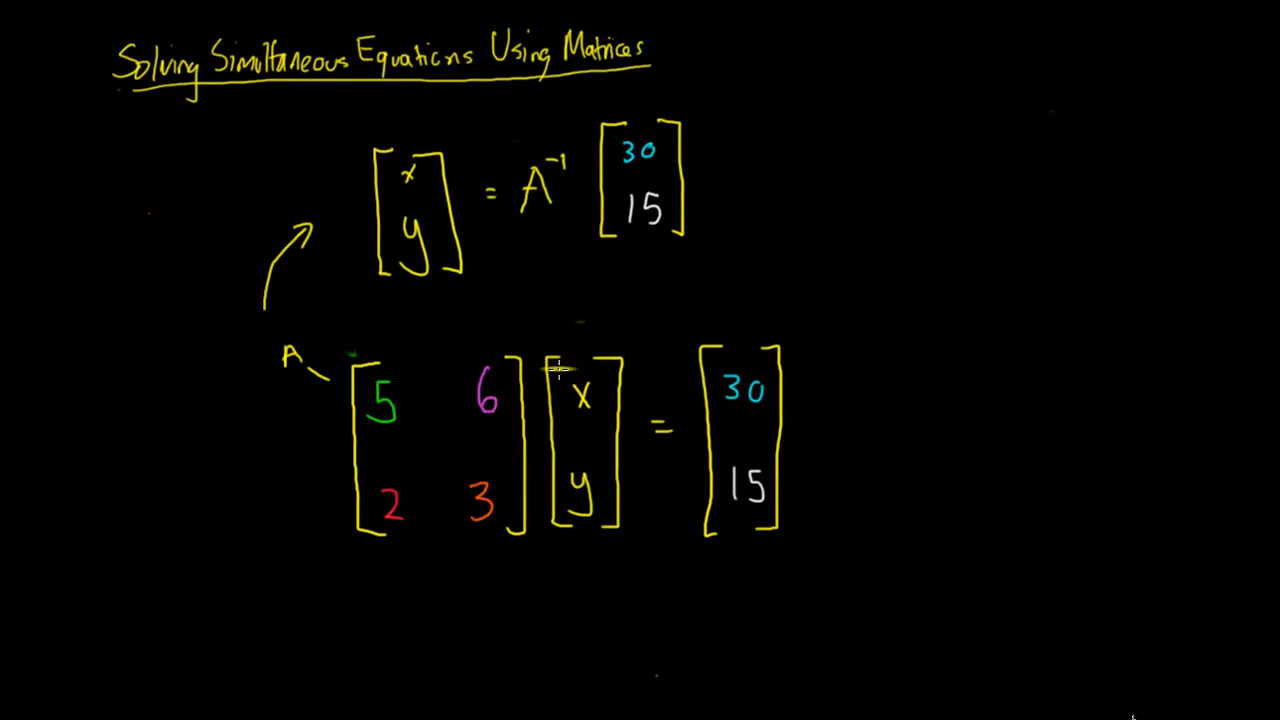 Solving Simultaneous Equations Using Matrices
[x y] = A⁻¹ [30 15]
A
[5 6] [x] = [30]
[2 3] [y] [15]